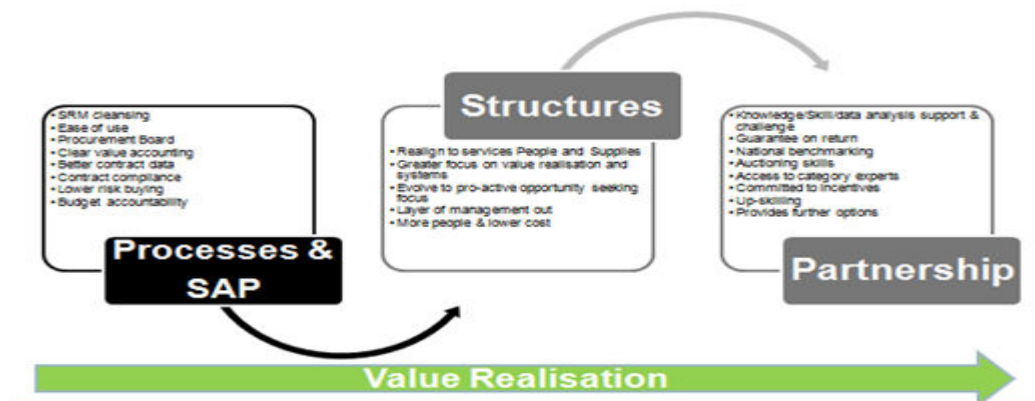 • SRM cleansing
• Ease of use
• Procurement Board
• Clear value accounting
• Better contract data
• Contract compliance
• Lower risk buying
• Budget accountability
Processes &
SAP
Structures
• Realign to services People and Supplies
• Greater focus on value realisation and
systems
• Evolve to pro-active opportunity seeking
focus
• Layer of management out
• More people & lower cost
• Knowledge/Skill/data analysis support &
challenge
• Guarantee on return
• National benchmarking
• Auctioning skills
• Access to category experts
• Committed to incentives
• Up-skilling
• Provides further options
Partnership
Value Realisation